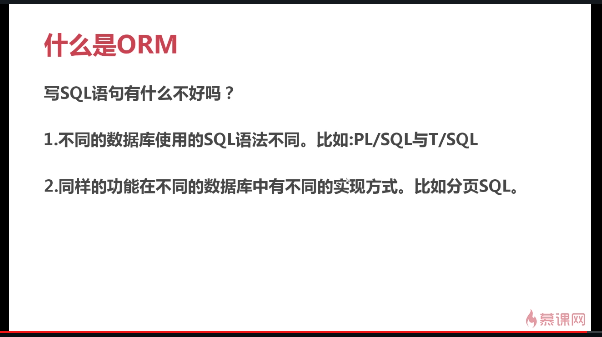 什么是ORM
写SQL语句有什么不好吗？
1.不同的数据库使用的SQL语法不同。比如:PL/SQL与T/SQL
2.同样的功能在不同的数据库中有不同的实现方式。比如分页SQL。
慕课网